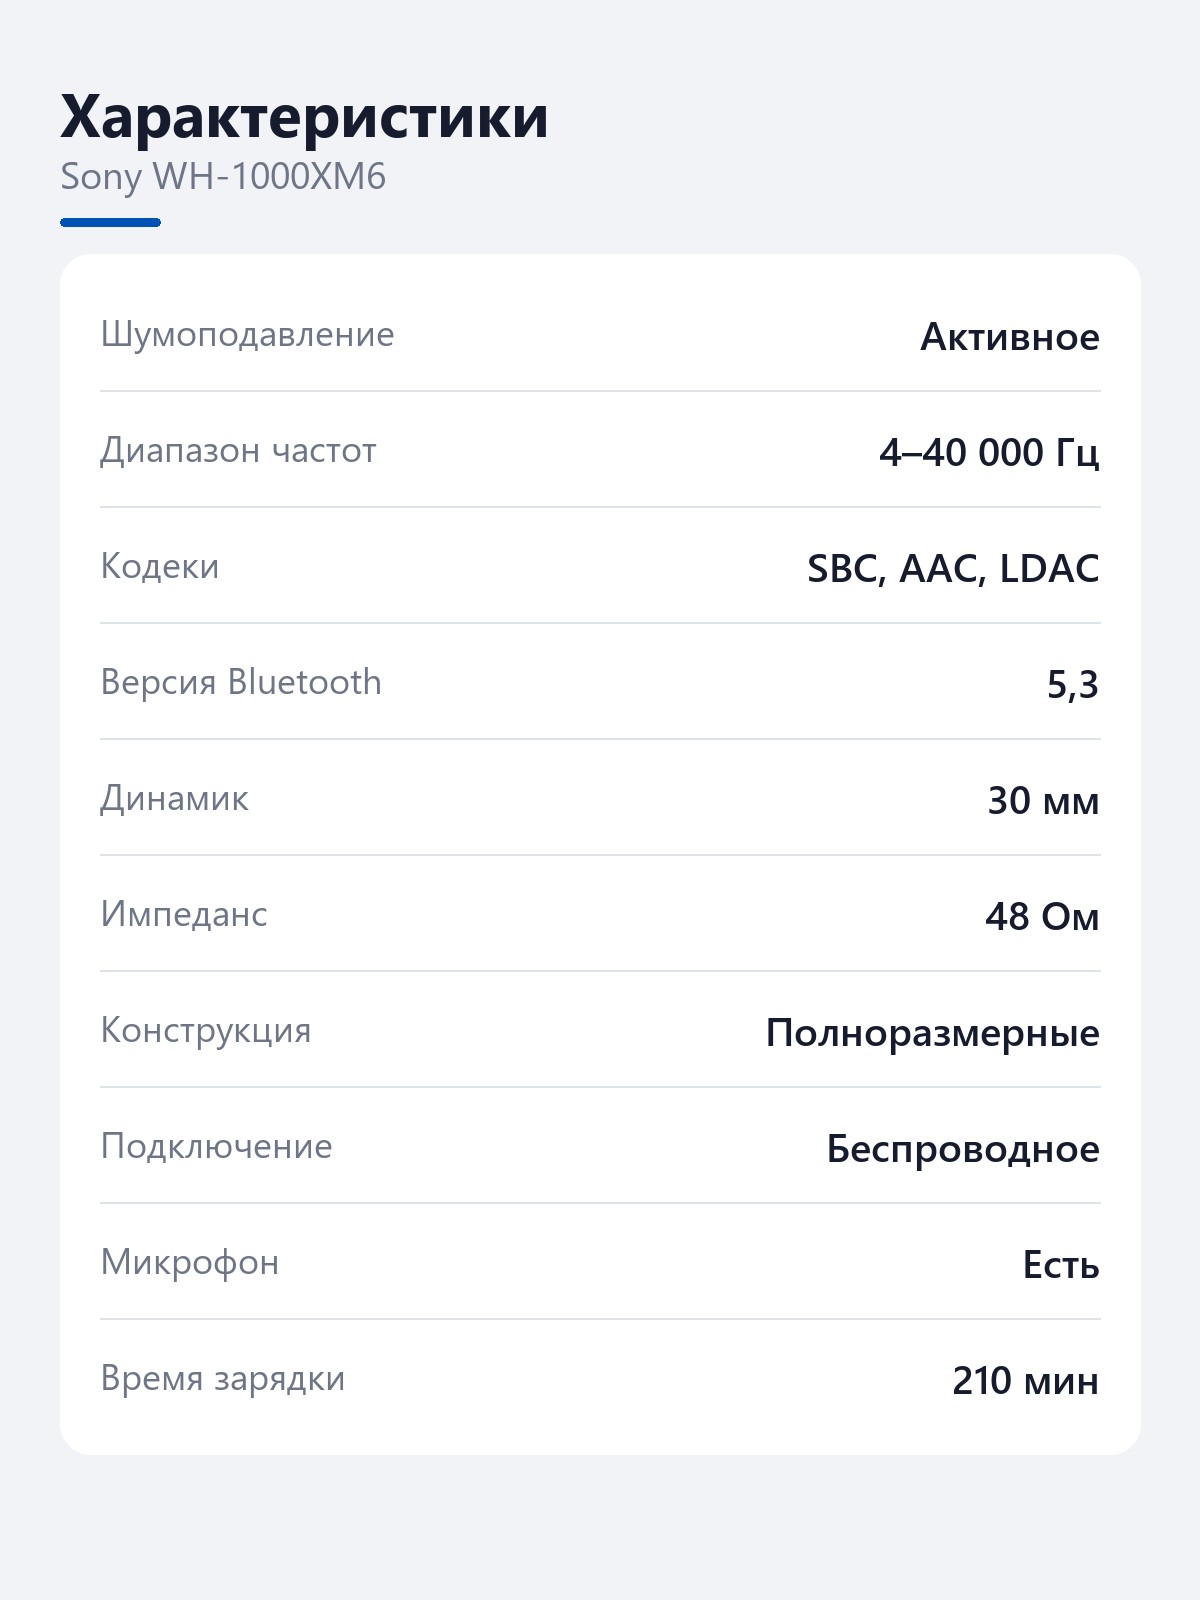 Характеристики
Sony WH-1000XM6
Шумоподавление Активное
Диапазон частот 4–40 000 Гц
Кодеки SBC, AAC, LDAC
Версия Bluetooth 5,3
Динамик 30 мм
Импеданс 48 Ом
Конструкция Полноразмерные
Подключение Беспроводное
Микрофон Есть
Время зарядки 210 мин